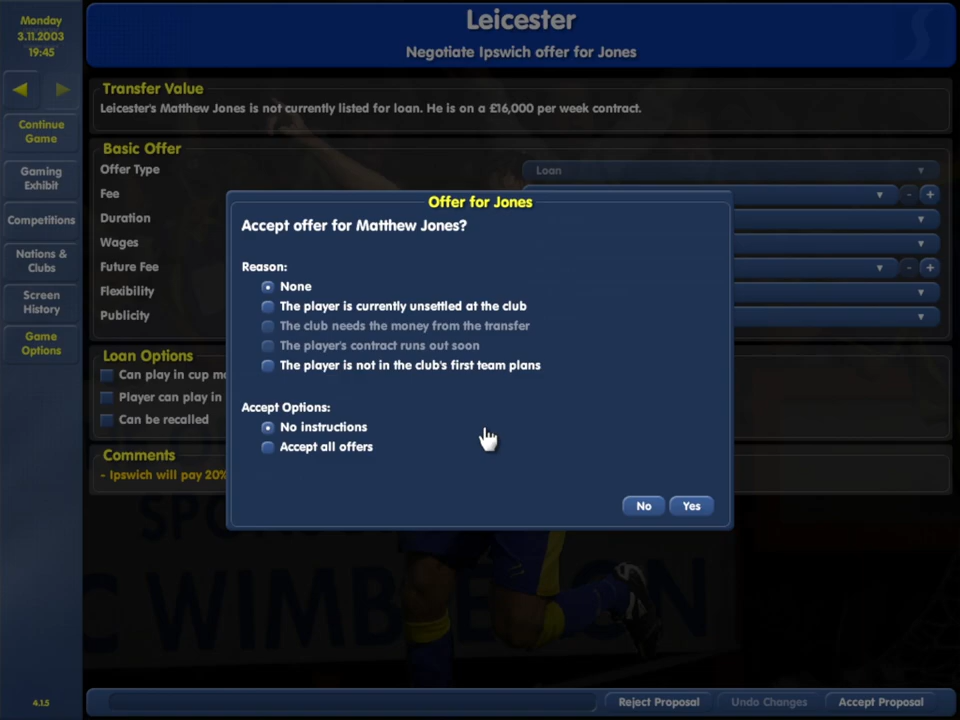 Monday
3.11.2003
19:45
Leicester
Negotiate Ipswich offer for Jones
Continue
Game
Gaming
Exhibit
Competitions
Nations &
Clubs
Screen
History
Game
Options
4.1.5
Transfer Value
Leicester's Matthew Jones is not currently listed for loan. He is on a £16,000 per week contract.
Basic Offer
Offer Type
Loan
Fee
- +
Duration
Wages
Future Fee
- +
Flexibility
Publicity
Loan Options
Can play in cup
Player can play in
Can be recalled
Comments
- Ipswich will pay 20%
Offer for Jones
Accept offer for Matthew Jones?
Reason:
None
The player is currently unsettled at the club
The club needs the money from the transfer
The player's contract runs out soon
The player is not in the club's first team plans
Accept Options:
No instructions
Accept all offers
No
Yes
C WIMBLEDON
Reject Proposal
Undo Changes
Accept Proposal